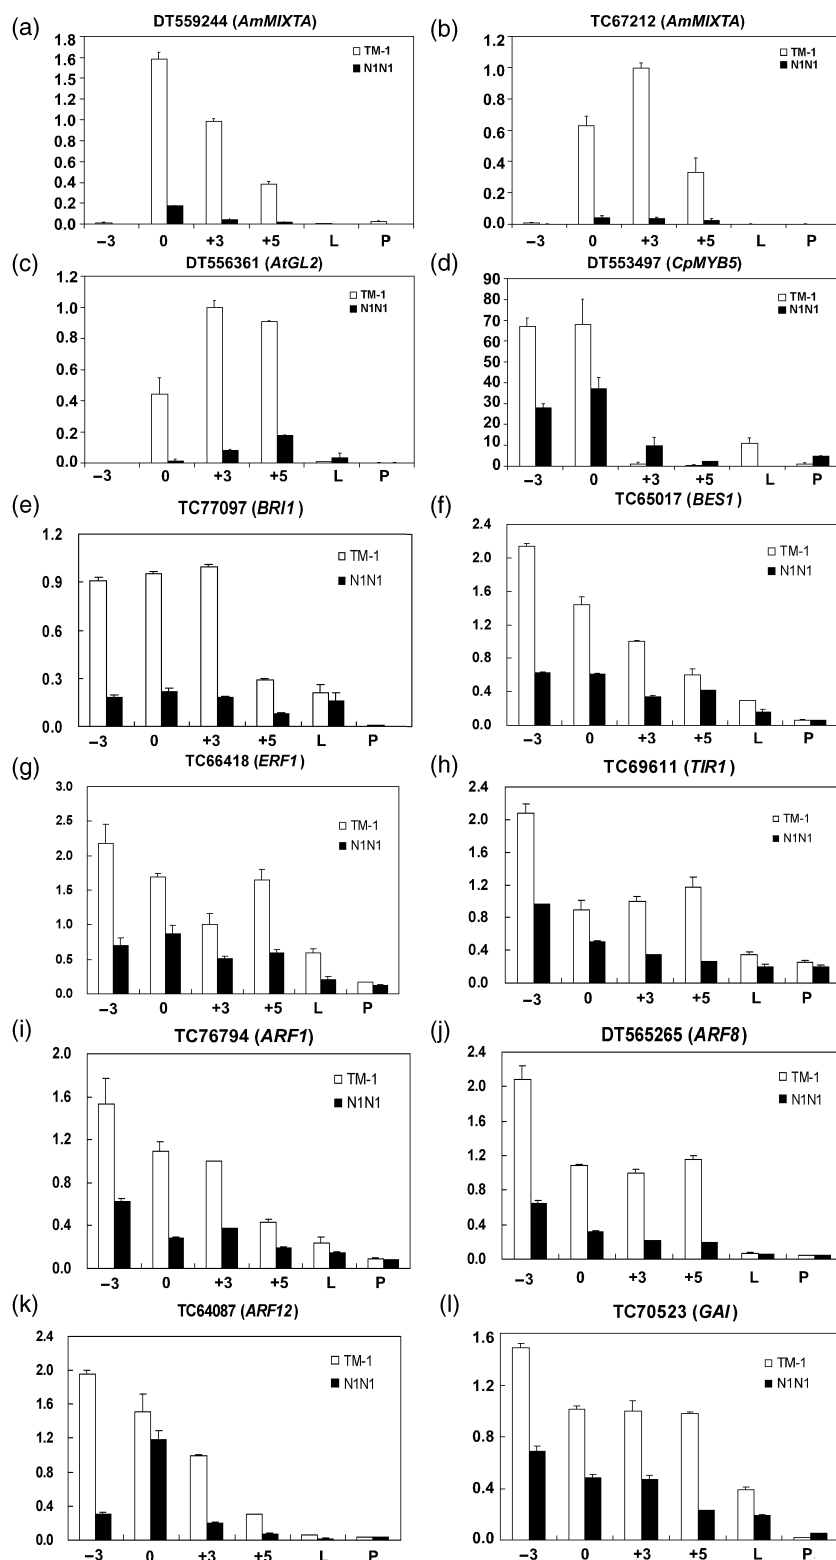 (a)
DT559244 (AmMIXTA)
1.8
1.6
1.4
1.2
1.0
0.8
0.6
0.4
0.2
0.0
TM-1
N1N1
–3 0 +3 +5 L P
(b)
TC67212 (AmMIXTA)
1.2
1.0
0.8
0.6
0.4
0.2
0.0
TM-1
N1N1
–3 0 +3 +5 L P
(c)
DT556361 (AtGL2)
1.2
1.0
0.8
0.6
0.4
0.2
0.0
TM-1
N1N1
–3 0 +3 +5 L P
(d)
DT553497 (CpMYB5)
90
80
70
60
50
40
30
20
10
0
TM-1
N1N1
–3 0 +3 +5 L P
(e)
TC77097 (BRI1)
1.2
0.9
0.6
0.3
0.0
TM-1
N1N1
–3 0 +3 +5 L P
(f)
TC65017 (BES1)
2.4
2.0
1.6
1.2
0.8
0.4
0.0
TM-1
N1N1
–3 0 +3 +5 L P
(g)
TC66418 (ERF1)
3.0
2.5
2.0
1.5
1.0
0.5
0.0
TM-1
N1N1
–3 0 +3 +5 L P
(h)
TC69611 (TIR1)
2.4
2.0
1.6
1.2
0.8
0.4
0.0
TM-1
N1N1
–3 0 +3 +5 L P
(i)
TC76794 (ARF1)
2.0
1.6
1.2
0.8
0.4
0.0
TM-1
N1N1
–3 0 +3 +5 L P
(j)
DT565265 (ARF8)
2.4
2.0
1.6
1.2
0.8
0.4
0.0
TM-1
N1N1
–3 0 +3 +5 L P
(k)
TC64087 (ARF12)
2.4
2.0
1.6
1.2
0.8
0.4
0.0
TM-1
N1N1
–3 0 +3 +5 L P
(l)
TC70523 (GAI)
1.6
1.2
0.8
0.4
0.0
TM-1
N1N1
–3 0 +3 +5 L P